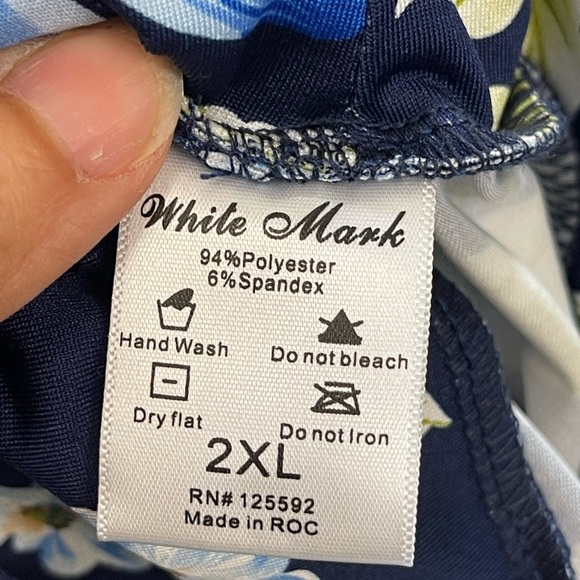 White Mark
94%Polyester
6%Spandex
Hand Wash
Do not bleach
Dry flat
Do not Iron
2XL
RN# 125592
Made in ROC